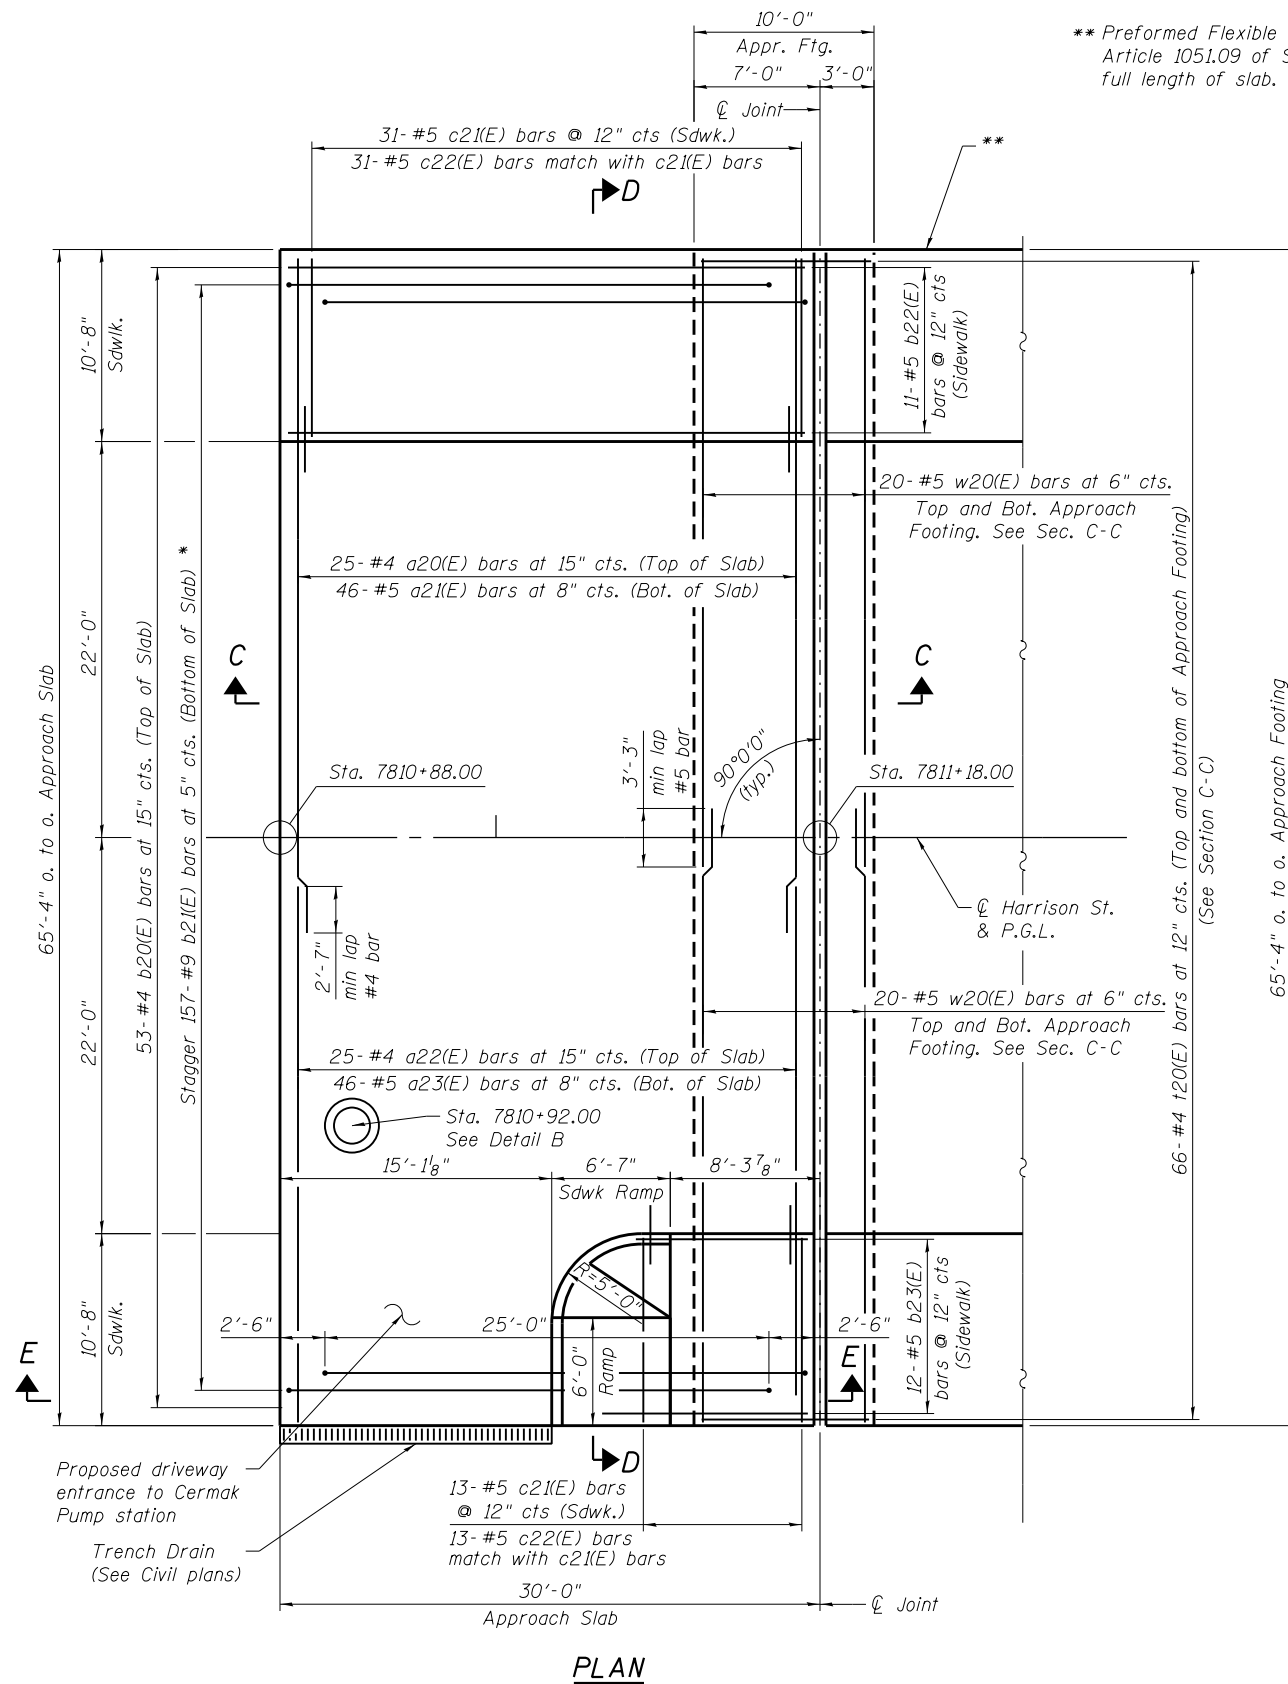 10'-0"
Appr. Ftg.
7'-0"
3'-0"
℄ Joint
** Preformed Flexible
Article 1051.09 of
full length of slab.
**
31-#5 c21(E) bars @ 12" cts (Sdwk.)
31-#5 c22(E) bars match with c21(E) bars
D
10'-8"
Sdwlk.
11-#5 b22(E)
bars @ 12" cts
(Sidewalk)
20-#5 w20(E) bars at 6" cts.
Top and Bot. Approach
Footing. See Sec. C-C
25-#4 a20(E) bars at 15" cts. (Top of Slab)
46-#5 a21(E) bars at 8" cts. (Bot. of Slab)
22'-0"
65'-4" o. to o. Approach Slab
53-#4 b20(E) bars at 15" cts. (Top of Slab)
Stagger 157-#9 b21(E) bars at 5" cts. (Bottom of Slab) *
C
C
3'-3"
min lap
#5 bar
90°0'0"
(typ.)
Sta. 7810+88.00
Sta. 7811+18.00
℄ Harrison St.
& P.G.L.
66-#4 t20(E) bars at 12" cts. (Top and bottom of Approach Footing)
(See Section C-C)
65'-4" o. to o. Approach Footing
2'-7"
min lap
#4 bar
22'-0"
20-#5 w20(E) bars at 6" cts.
Top and Bot. Approach
Footing. See Sec. C-C
25-#4 a22(E) bars at 15" cts. (Top of Slab)
46-#5 a23(E) bars at 8" cts. (Bot. of Slab)
Sta. 7810+92.00
See Detail B
15'-1⅛"
6'-7"
Sdwk Ramp
8'-3⅞"
R=5'-0"
10'-8"
Sdwlk.
2'-6"
25'-0"
2'-6"
6'-0"
Ramp
12-#5 b23(E)
bars @ 12" cts
(Sidewalk)
E
E
D
Proposed driveway
entrance to Cermak
Pump station
Trench Drain
(See Civil plans)
13-#5 c21(E) bars
@ 12" cts (Sdwk.)
13-#5 c22(E) bars
match with c21(E) bars
30'-0"
Approach Slab
℄ Joint
PLAN